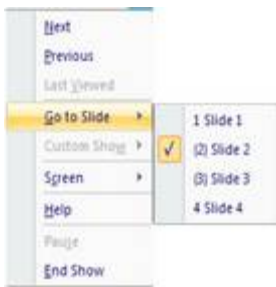 Next
Previous
Last Viewed
Go to Slide
1 Slide 1
(2) Slide 2
(3) Slide 3
4 Slide 4
Custom Show
Screen
Help
Pause
End Show